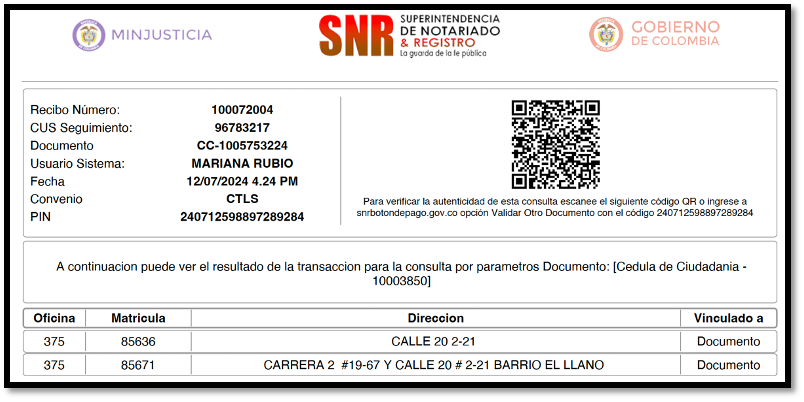 MINJUSTICIA
SNR SUPERINTENDENCIA
DE NOTARIADO
& REGISTRO
La guarda de la fe pública
GOBIERNO
DE COLOMBIA
Recibo Número: 100072004
CUS Seguimiento: 96783217
Documento CC-1005753224
Usuario Sistema: MARIANA RUBIO
Fecha 12/07/2024 4.24 PM
Convenio CTLS
PIN 240712598897289284
Para verificar la autenticidad de esta consulta escanee el siguiente código QR o ingrese a
snrbotondepago.gov.co opción Validar Otro Documento con el código 240712598897289284
A continuacion puede ver el resultado de la transaccion para la consulta por parametros Documento: [Cedula de Ciudadania -
10003850]
Oficina Matricula Direccion Vinculado a
375 85636 CALLE 20 2-21 Documento
375 85671 CARRERA 2 #19-67 Y CALLE 20 # 2-21 BARRIO EL LLANO Documento